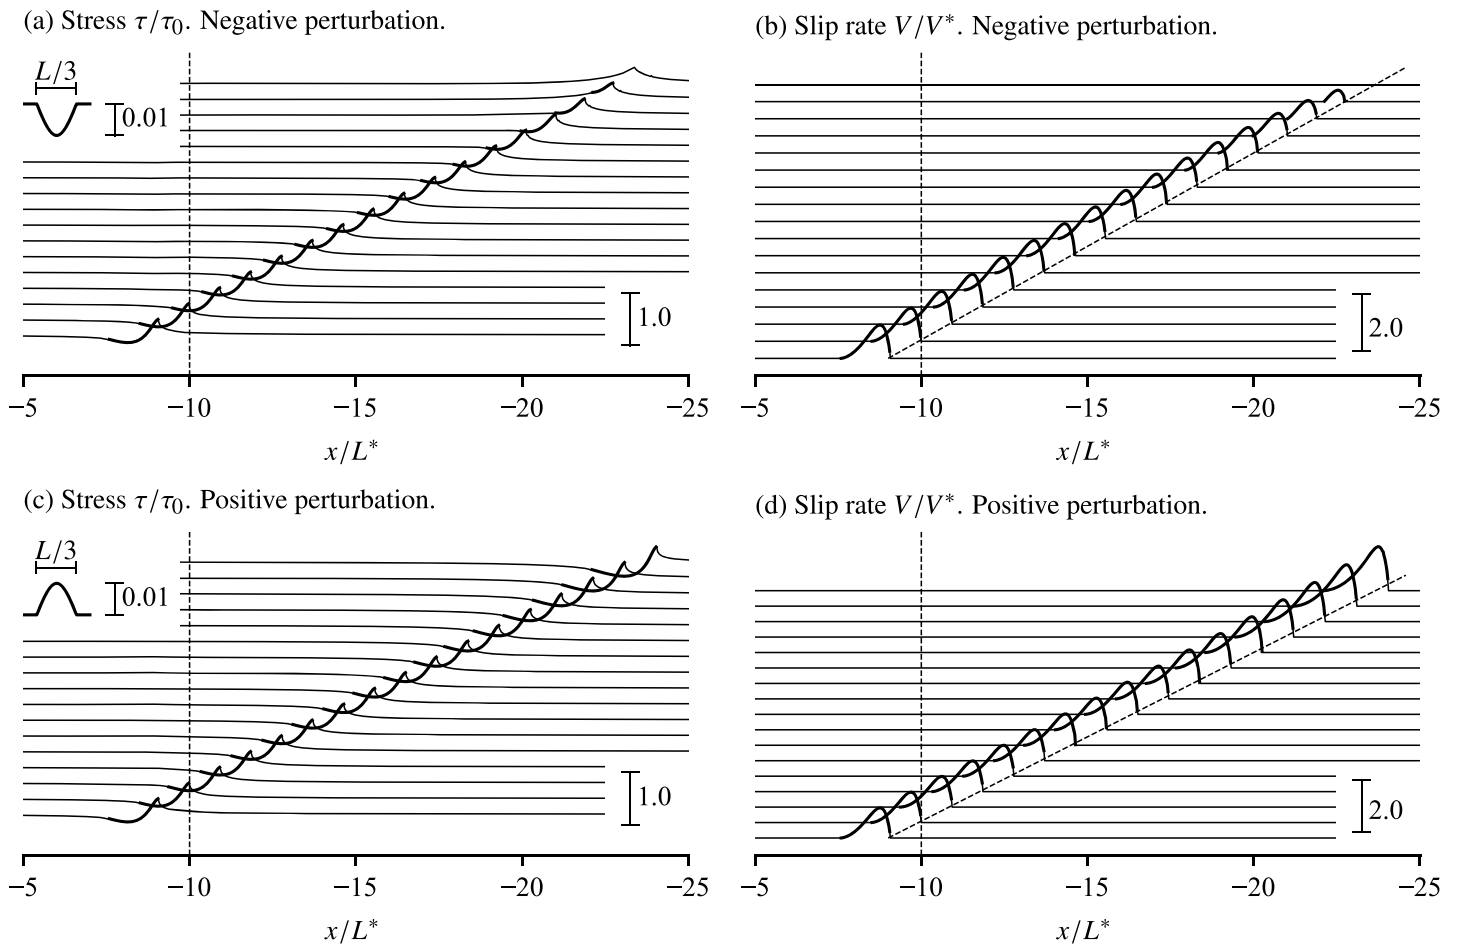 (a) Stress τ/τ₀. Negative perturbation.
L/3
0.01
1.0
−5 −10 −15 −20 −25
x/L*
(b) Slip rate V/V*. Negative perturbation.
2.0
−5 −10 −15 −20 −25
x/L*
(c) Stress τ/τ₀. Positive perturbation.
L/3
0.01
1.0
−5 −10 −15 −20 −25
x/L*
(d) Slip rate V/V*. Positive perturbation.
2.0
−5 −10 −15 −20 −25
x/L*